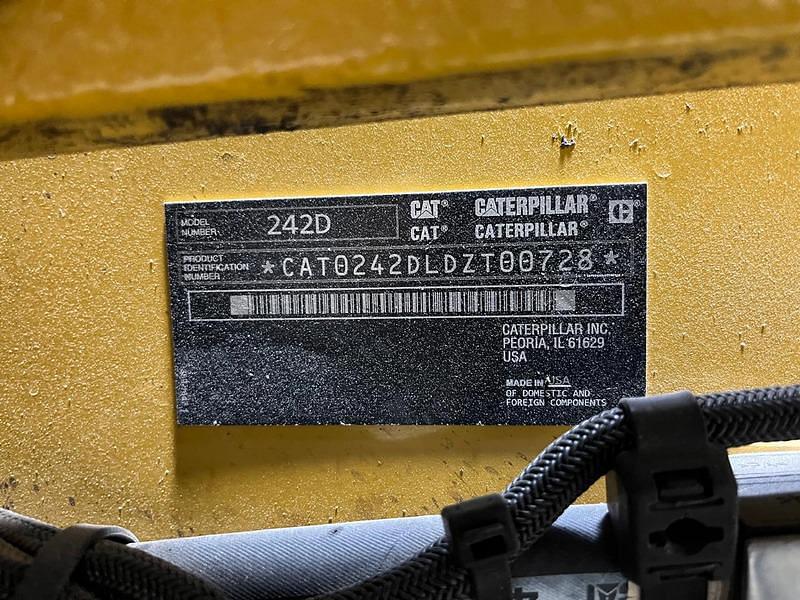 MODEL NUMBER 242D CAT® CATERPILLAR® C®
CAT® CATERPILLAR®
PRODUCT IDENTIFICATION NUMBER *CAT0242DLDZT00728*
CATERPILLAR INC.
PEORIA, IL 61629
USA
MADE IN USA
OF DOMESTIC AND
FOREIGN COMPONENTS